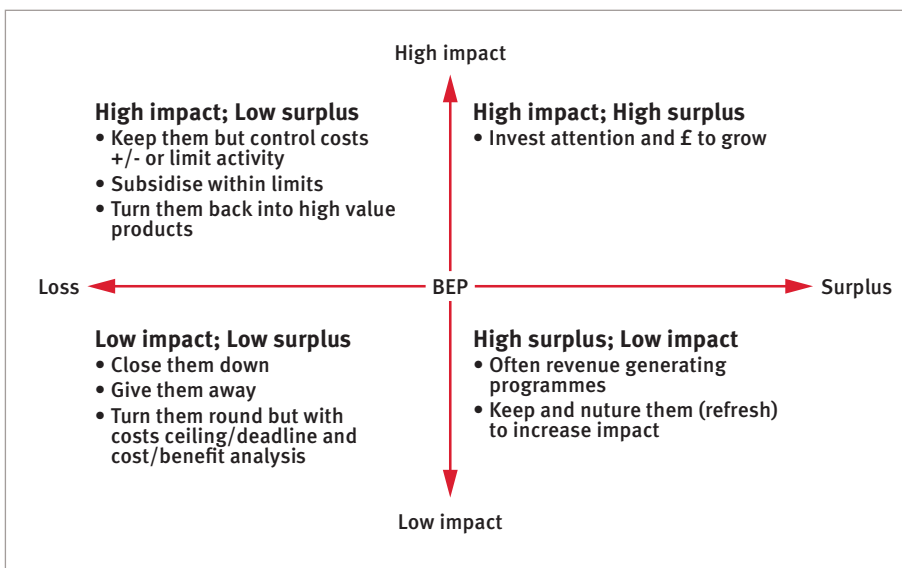 High impact
High impact; Low surplus
• Keep them but control costs
+/- or limit activity
• Subsidise within limits
• Turn them back into high value
products
High impact; High surplus
• Invest attention and £ to grow
Loss
BEP
Surplus
Low impact; Low surplus
• Close them down
• Give them away
• Turn them round but with
costs ceiling/deadline and
cost/benefit analysis
High surplus; Low impact
• Often revenue generating
programmes
• Keep and nuture them (refresh)
to increase impact
Low impact